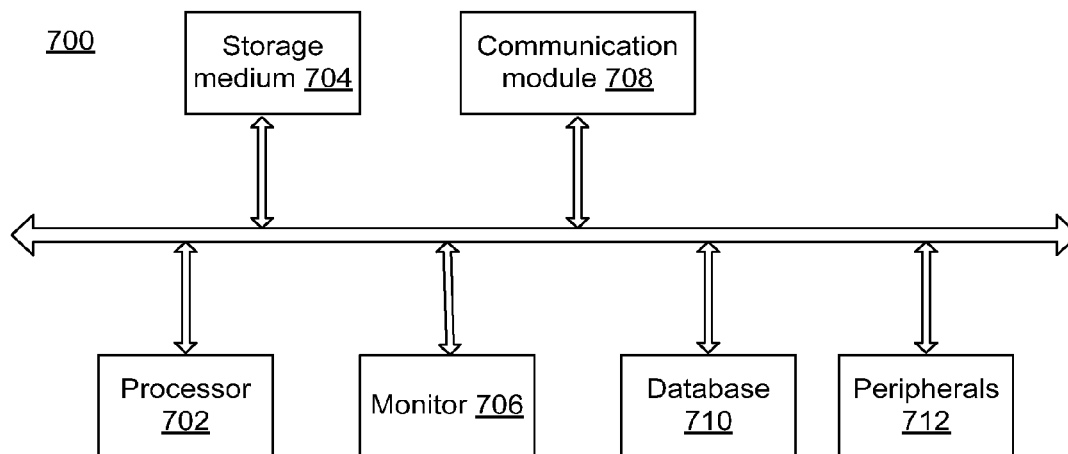 700
Storage
medium 704
Communication
module 708
Processor
702
Monitor 706
Database
710
Peripherals
712